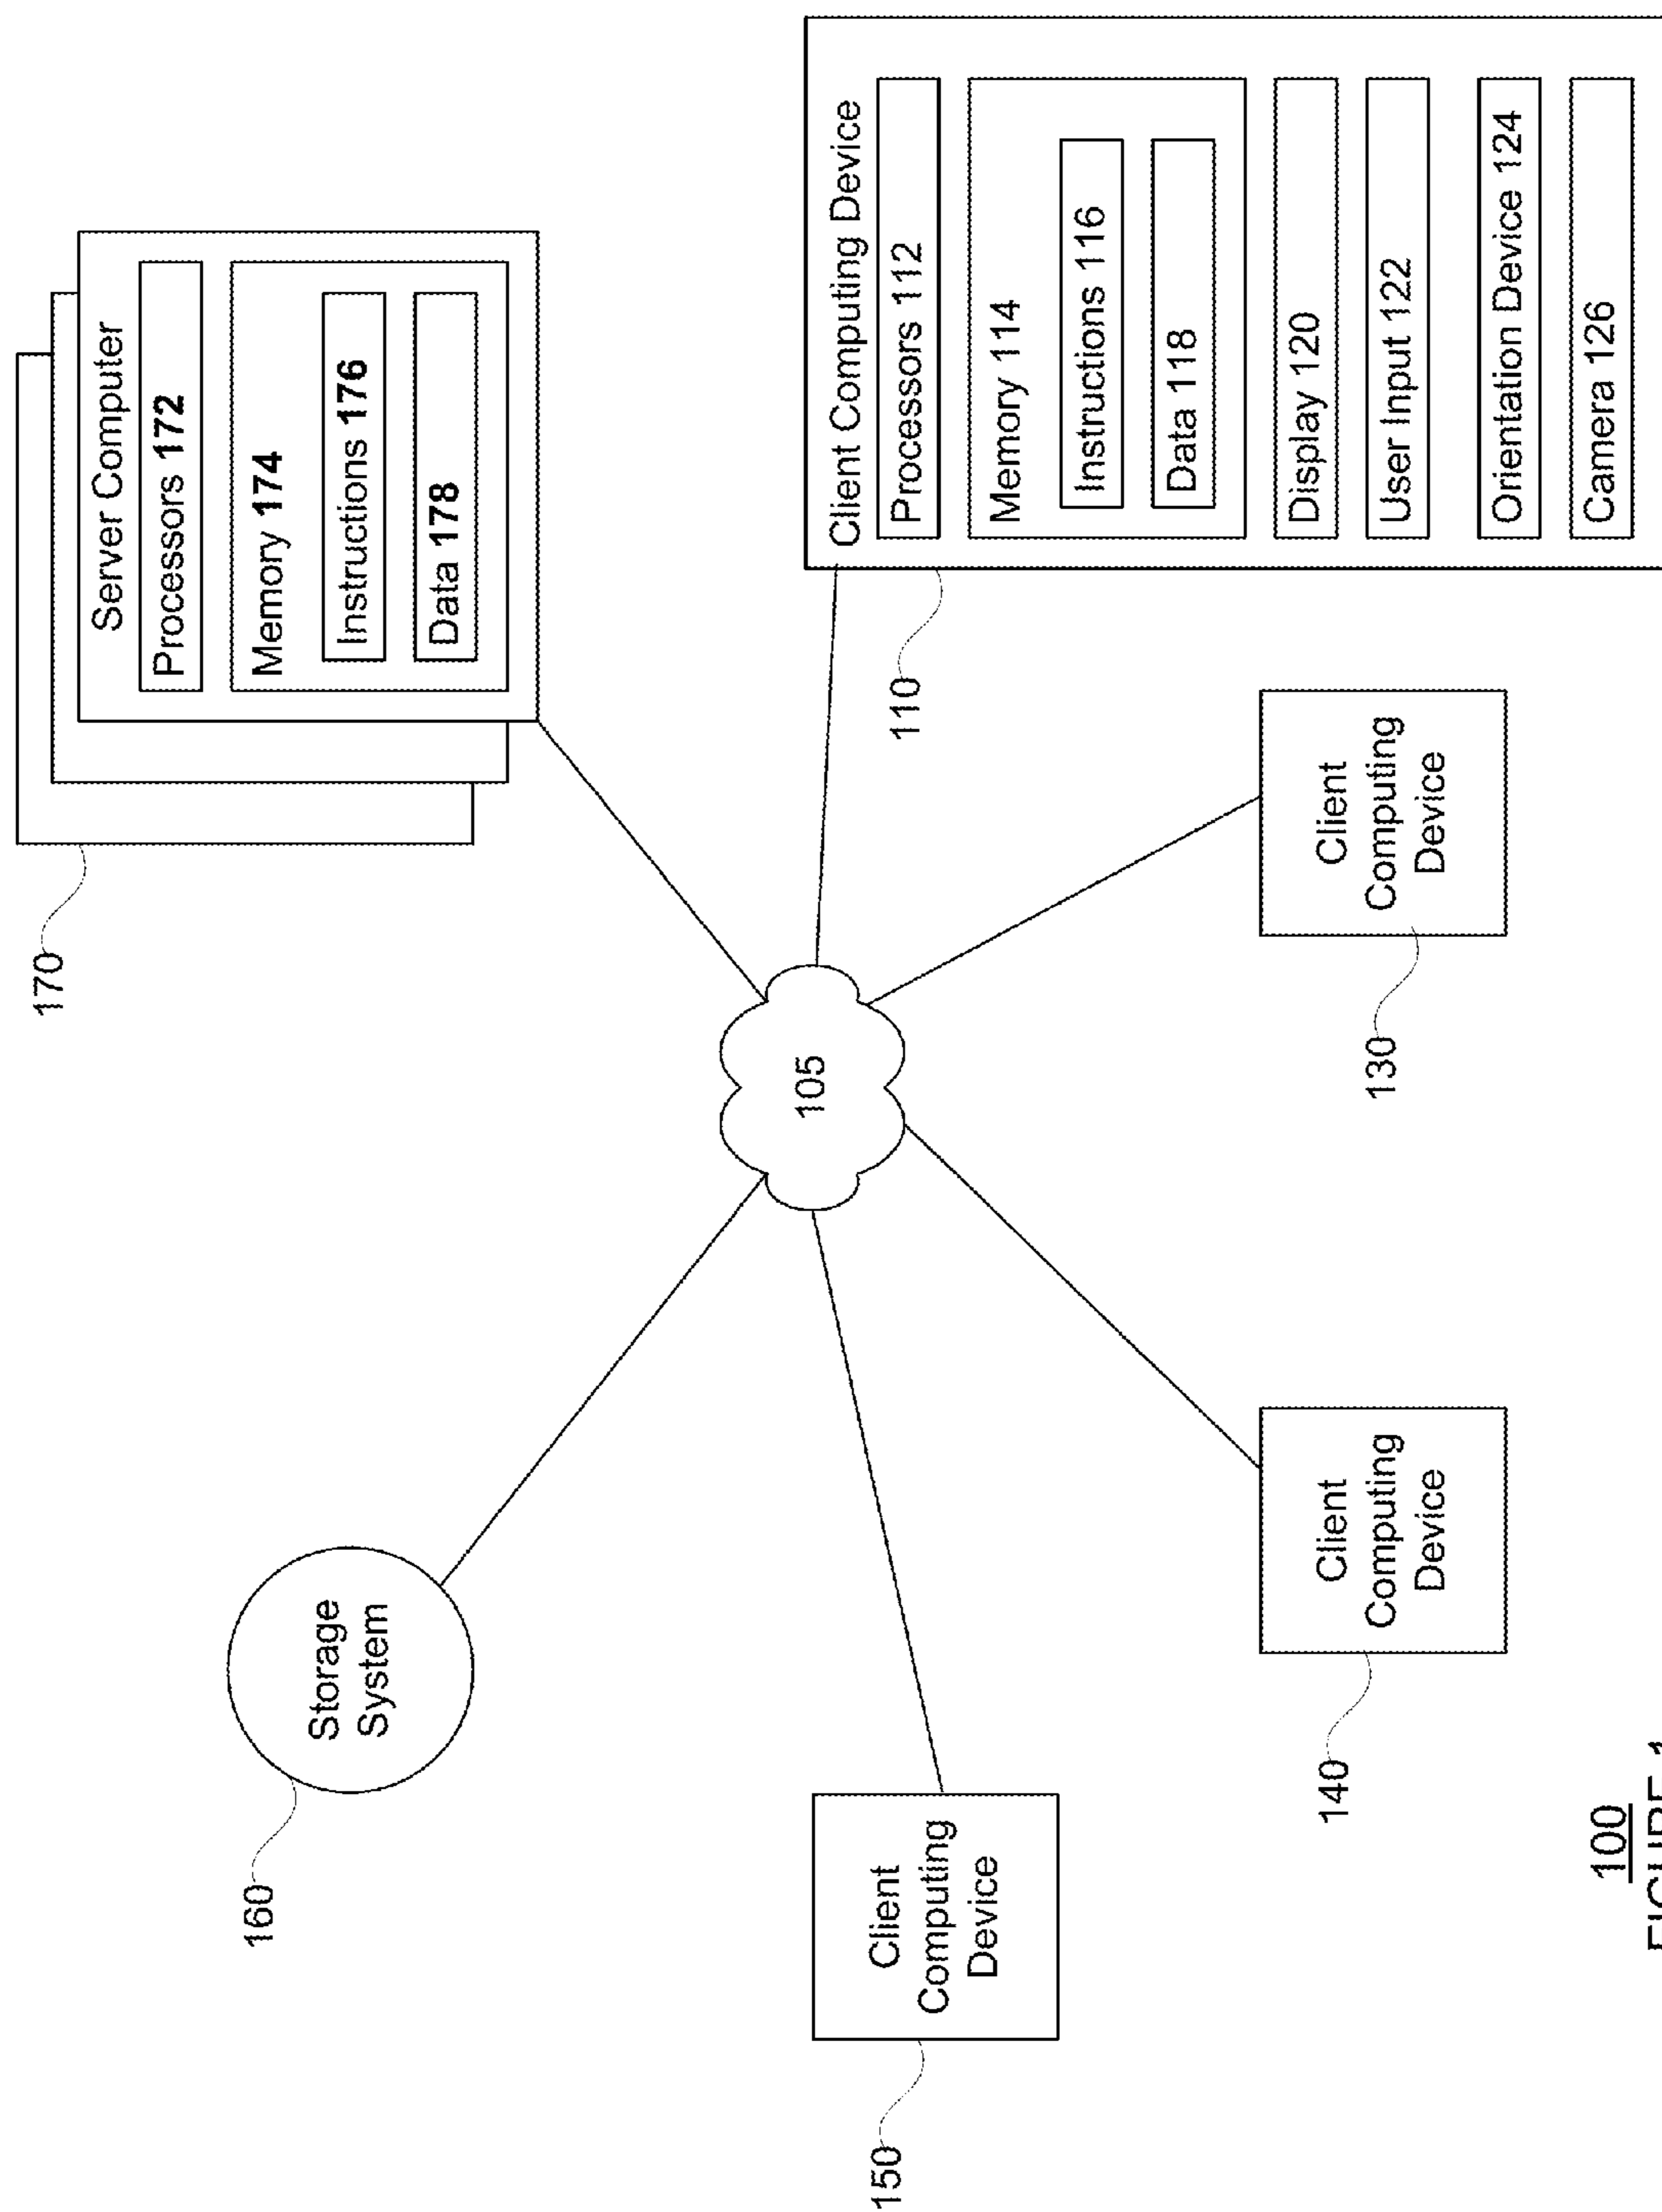 170
Server Computer
Processors 172
Memory 174
Instructions 176
Data 178
160
Storage
System
105
110
Client Computing Device
Processors 112
Memory 114
Instructions 116
Data 118
Display 120
User Input 122
Orientation Device 124
Camera 126
150
Client
Computing
Device
140
Client
Computing
Device
130
Client
Computing
Device
100
FIGURE 1